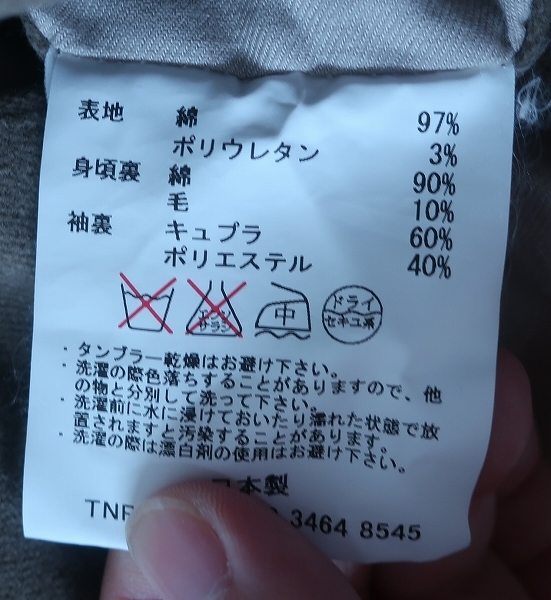 表地 綿 97%
ポリウレタン 3%
身頃裏 綿 90%
毛 10%
袖裏 キュプラ 60%
ポリエステル 40%
エンソ サラシ 中 ドライ セキユ系
・タンブラー乾燥はお避け下さい。
・洗濯の際色落ちすることがありますので、他
の物と分別して洗って下さい。
・洗濯前に水に浸けておいたり濡れた状態で放
置されますと汚染することがあります。
・洗濯の際は漂白剤の使用はお避け下さい。
日本製
3464 8545